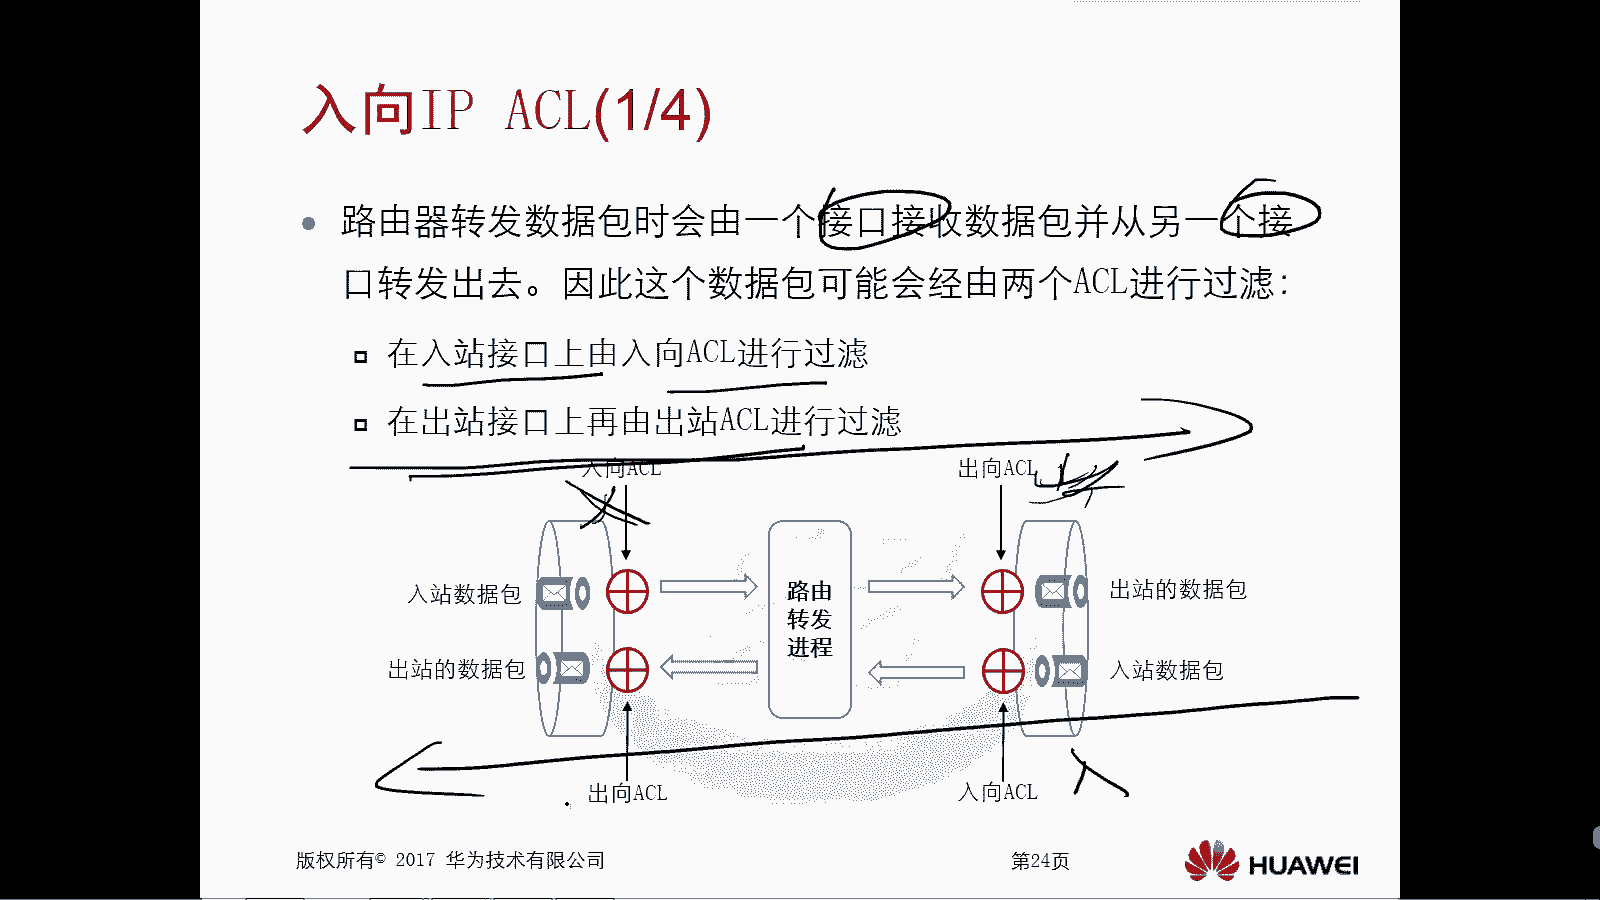 入向IP ACL(1/4)
路由器转发数据包时会由一个接口接收数据包并从另一个接
口转发出去。因此这个数据包可能会经由两个ACL进行过滤：
在入站接口上由入向ACL进行过滤
在出站接口上再由出站ACL进行过滤
入向ACL
出向ACL
出
入
入站数据包
路由
转发
进程
出站的数据包
出站的数据包
入站数据包
出向ACL
入向ACL
入
版权所有© 2017 华为技术有限公司
第24页
HUAWEI